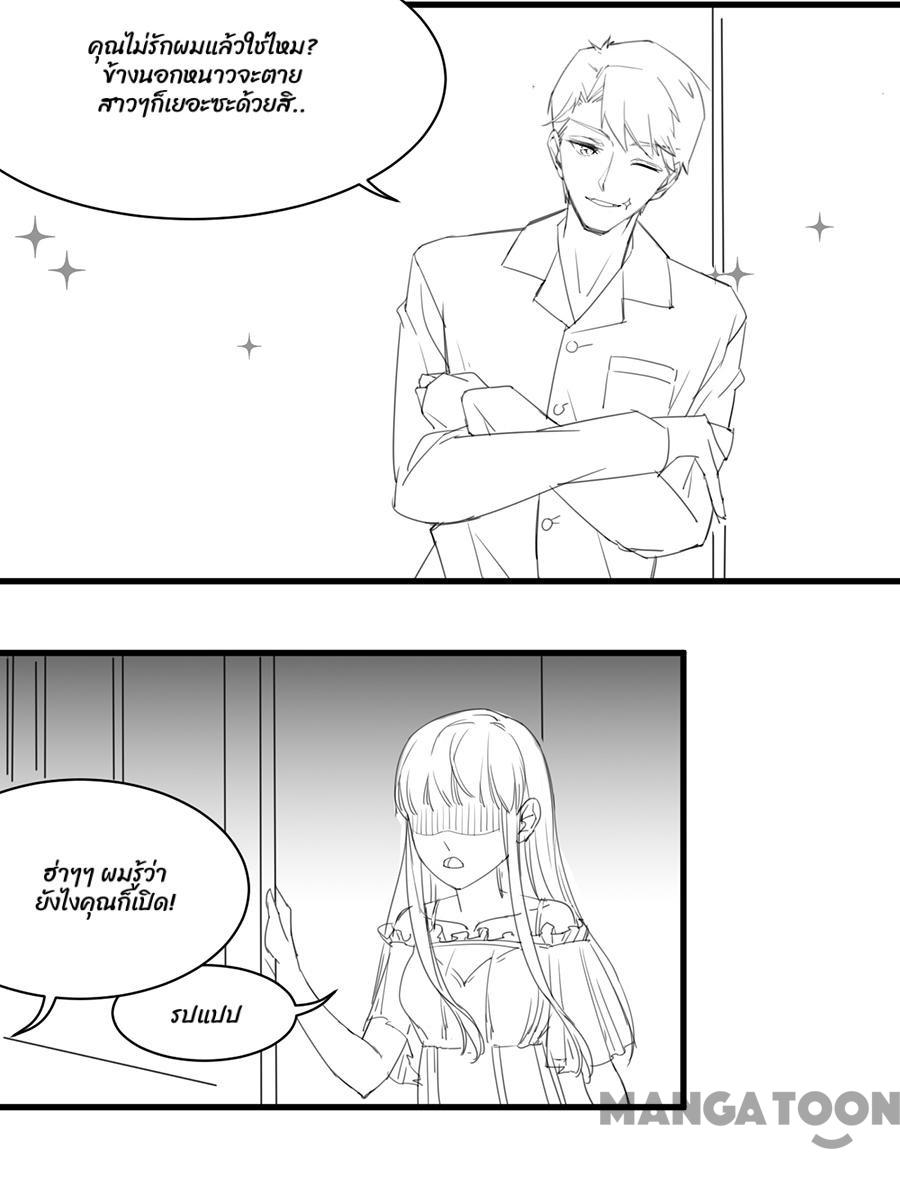 คุณไม่รักผมแล้วใช่ไหม?
ข้างนอกหนาวจะตาย
สาวๆก็เยอะซะด้วยสิ..
ฮ่าๆๆ ผมรู้ว่า
ยังไงคุณก็เปิด!
รปแปป
MANGATOON